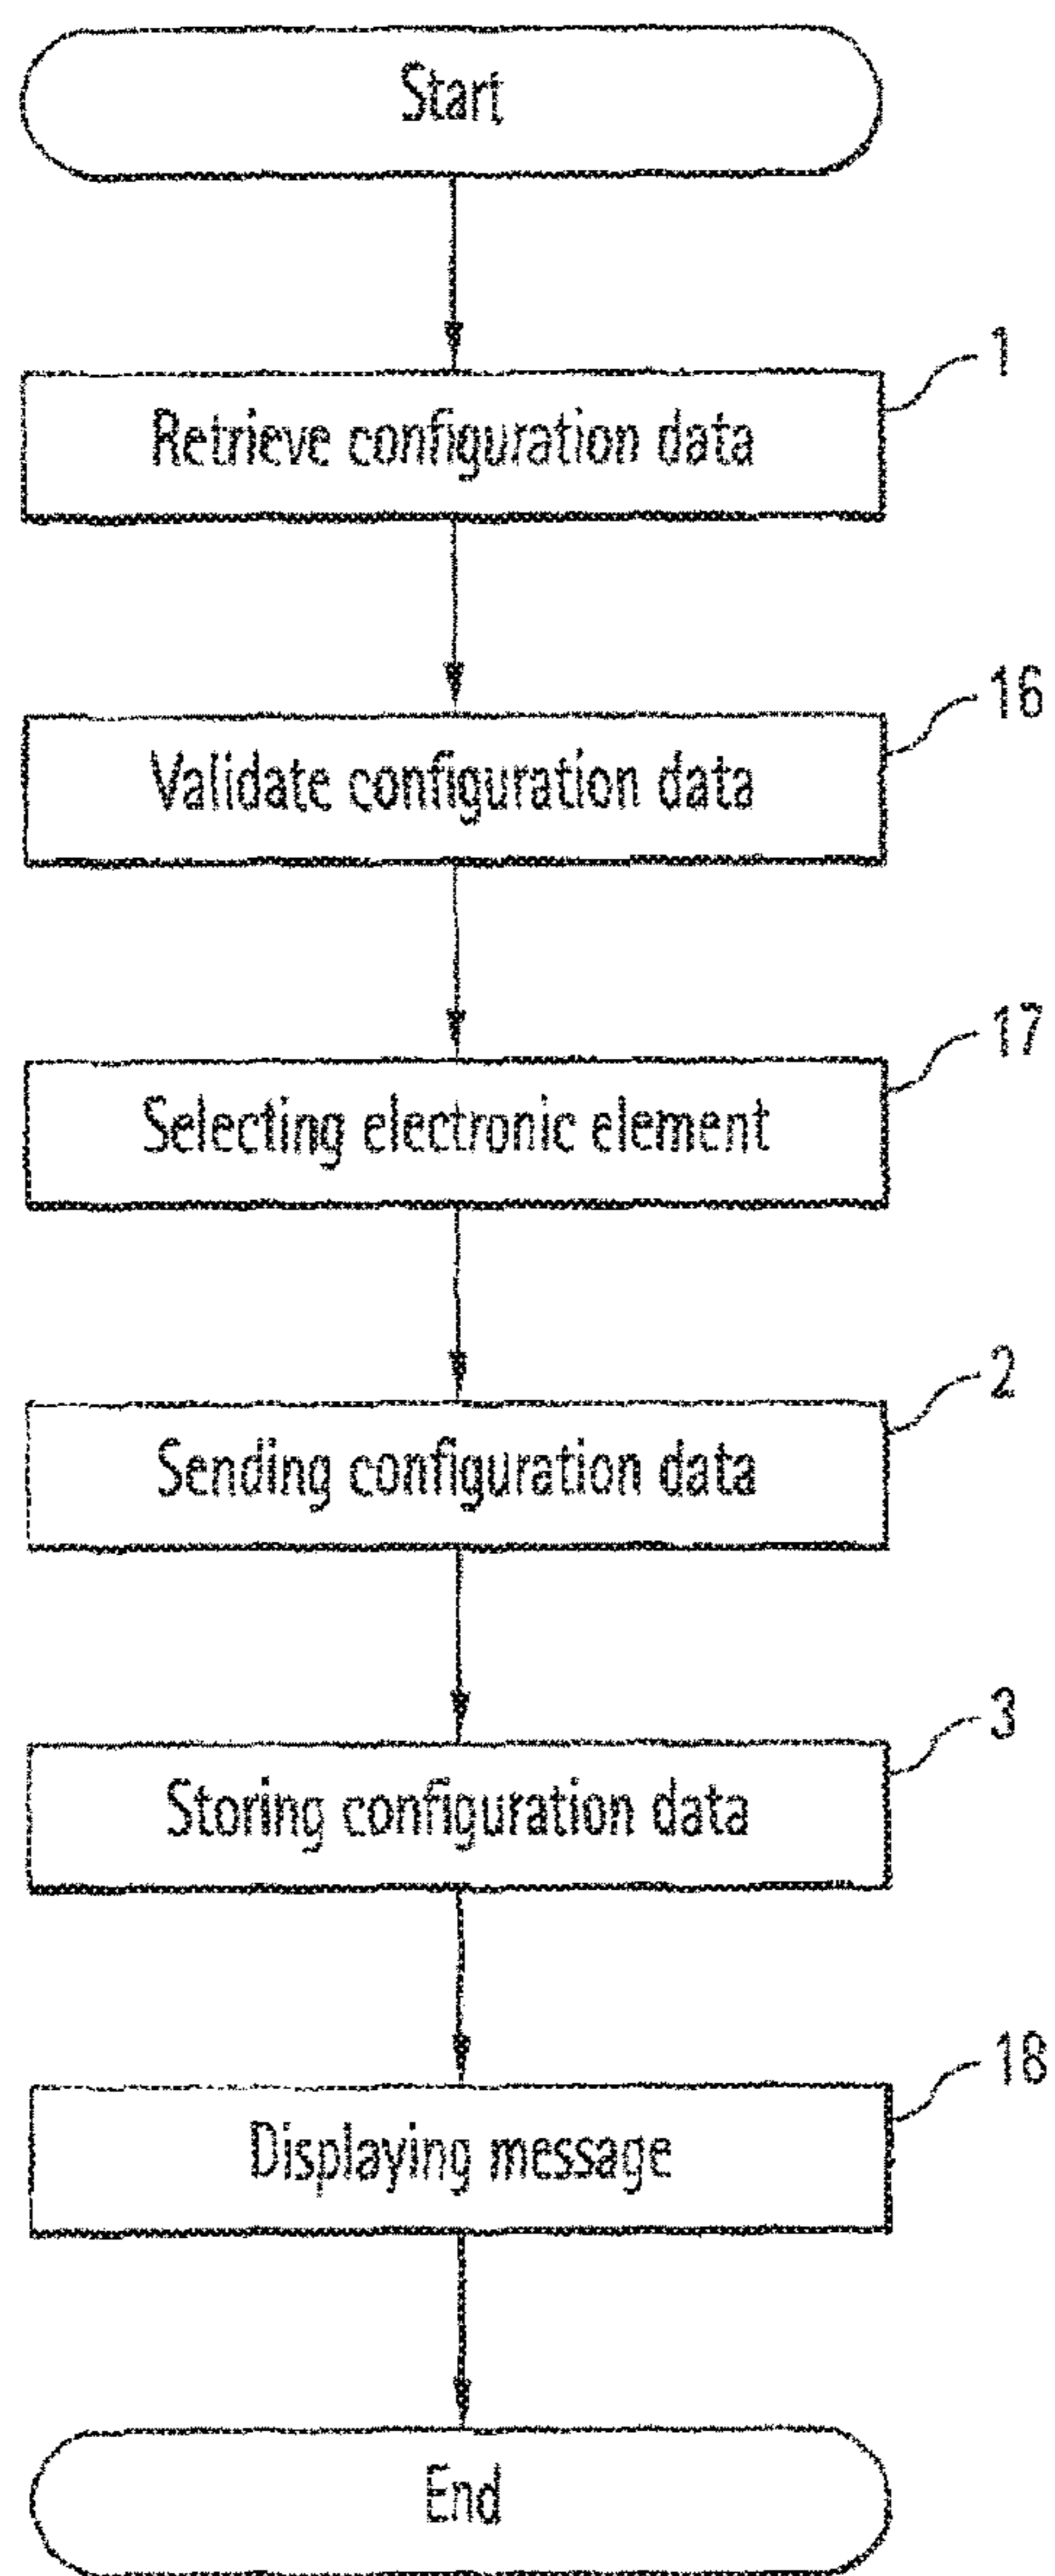 Start
1
Retrieve configuration data
16
Validate configuration data
17
Selecting electronic element
2
Sending configuration data
3
Storing configuration data
18
Displaying message
End